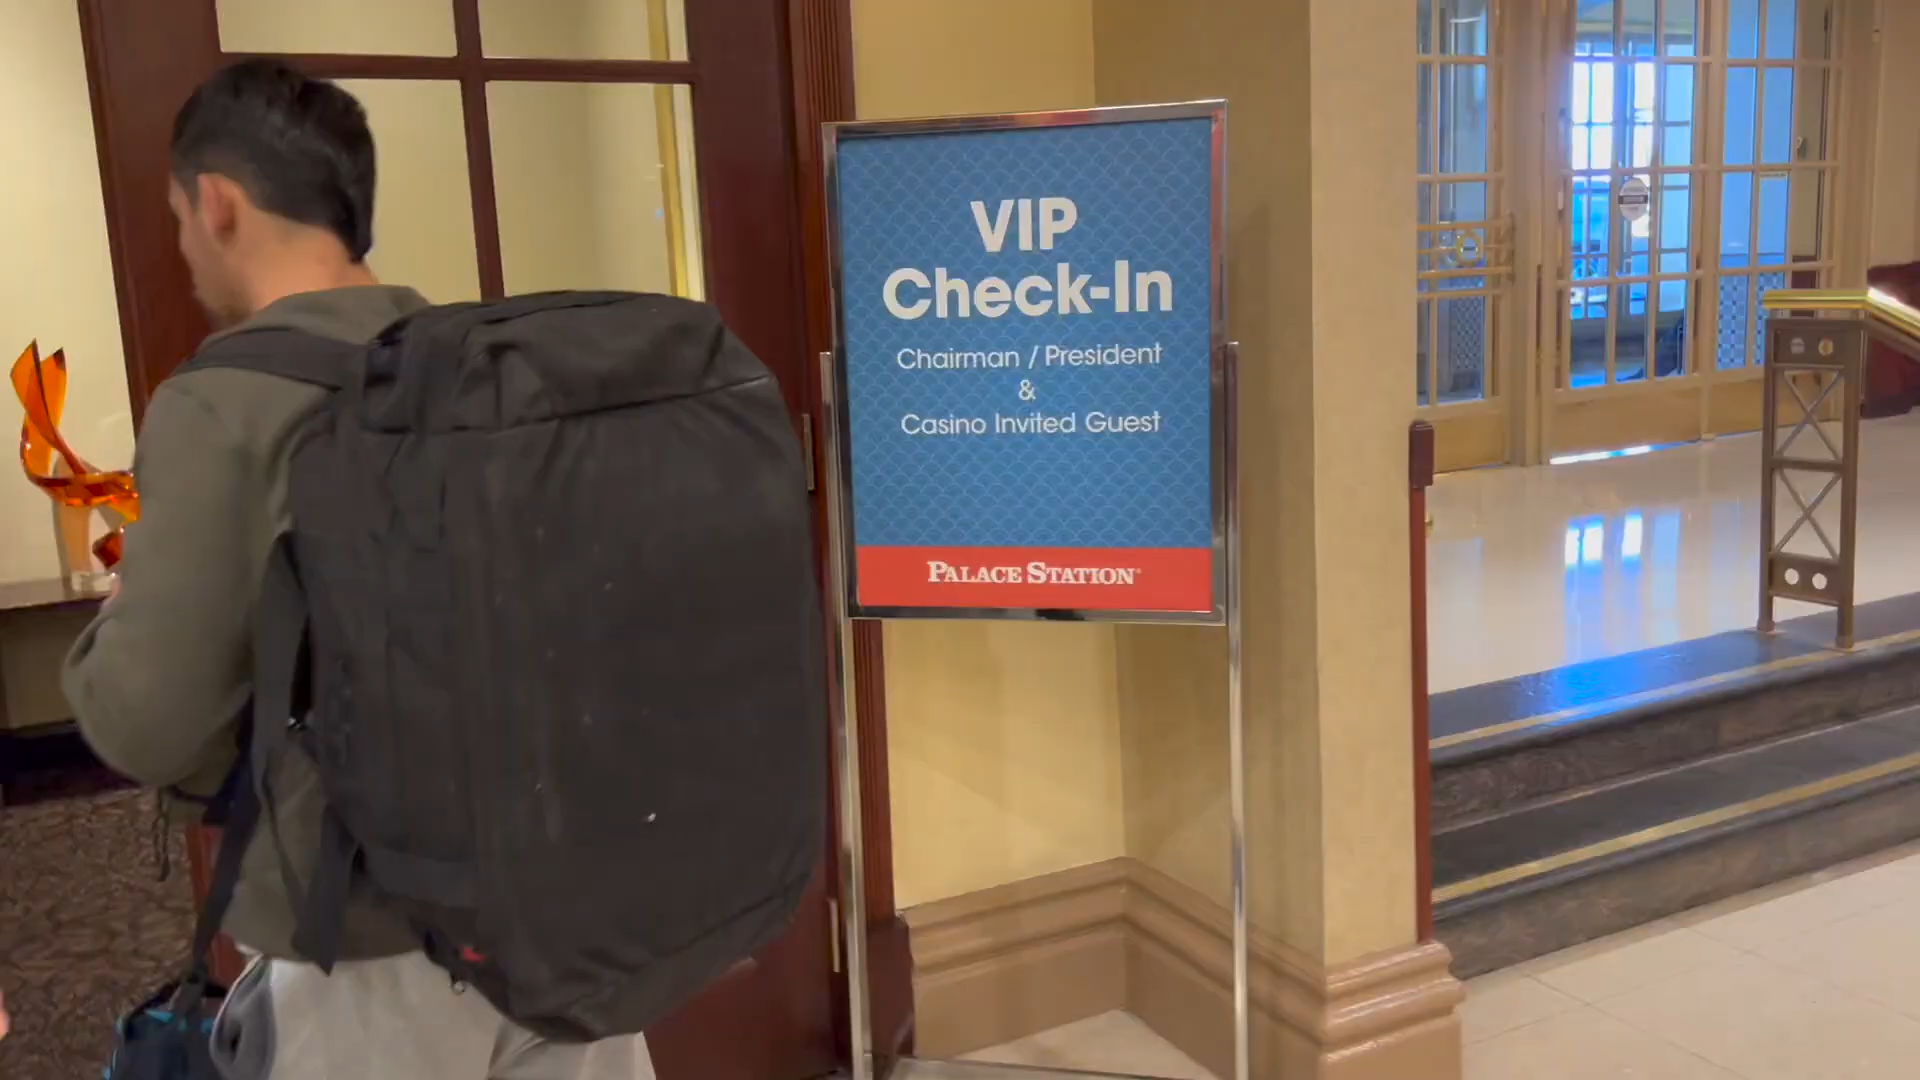 VIP
Check-In
Chairman / President
&
Casino Invited Guest
PALACE STATION